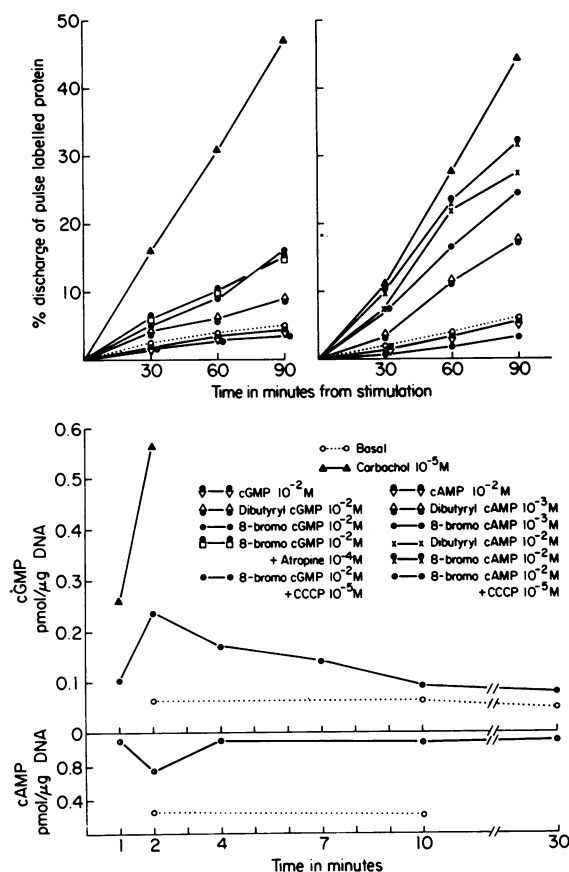 % discharge of pulse labelled protein
50
40
30
20
10
30 60 90
30 60 90
Time in minutes from stimulation
cGMP
pmol/µg DNA
0.6
0.5
0.4
0.3
0.2
0.1
0
Basal
Carbachol 10⁻⁵M
cGMP 10⁻²M
Dibutyryl cGMP 10⁻²M
8-bromo cGMP 10⁻²M
8-bromo cGMP 10⁻²M
+ Atropine 10⁻⁴M
8-bromo cGMP 10⁻²M
+CCCP 10⁻⁵M
cAMP 10⁻²M
Dibutyryl cAMP 10⁻³M
8-bromo cAMP 10⁻³M
Dibutyryl cAMP 10⁻²M
8-bromo cAMP 10⁻²M
8-bromo cAMP 10⁻²M
+CCCP 10⁻⁵M
cAMP
pmol/µg DNA
0.8
0.4
1 2 4 7 10 30
Time in minutes